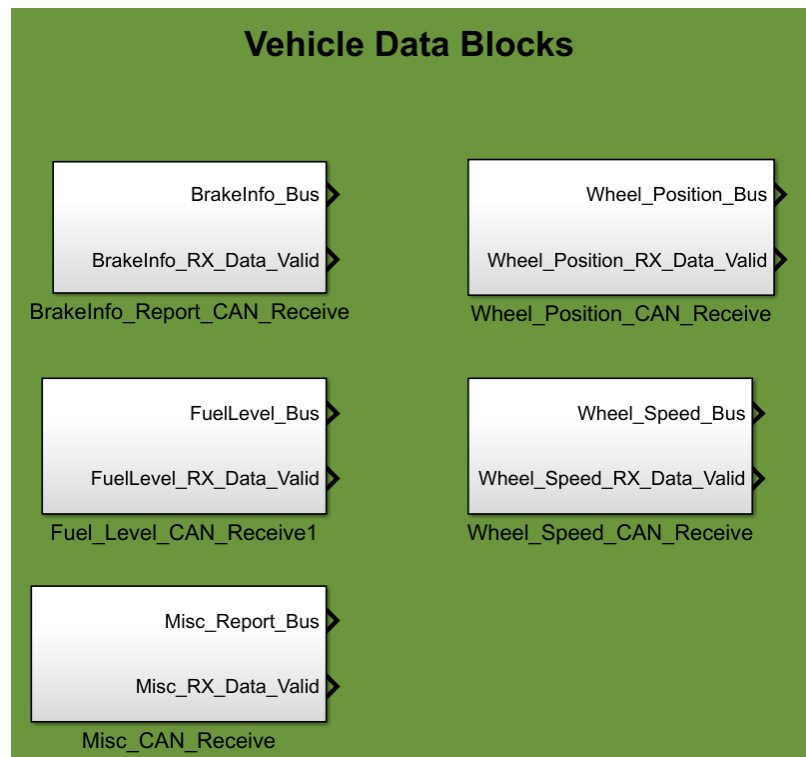 Vehicle Data Blocks
BrakeInfo_Bus
BrakeInfo_RX_Data_Valid
BrakeInfo_Report_CAN_Receive
Wheel_Position_Bus
Wheel_Position_RX_Data_Valid
Wheel_Position_CAN_Receive
FuelLevel_Bus
FuelLevel_RX_Data_Valid
Fuel_Level_CAN_Receive1
Wheel_Speed_Bus
Wheel_Speed_RX_Data_Valid
Wheel_Speed_CAN_Receive
Misc_Report_Bus
Misc_RX_Data_Valid
Misc_CAN_Receive